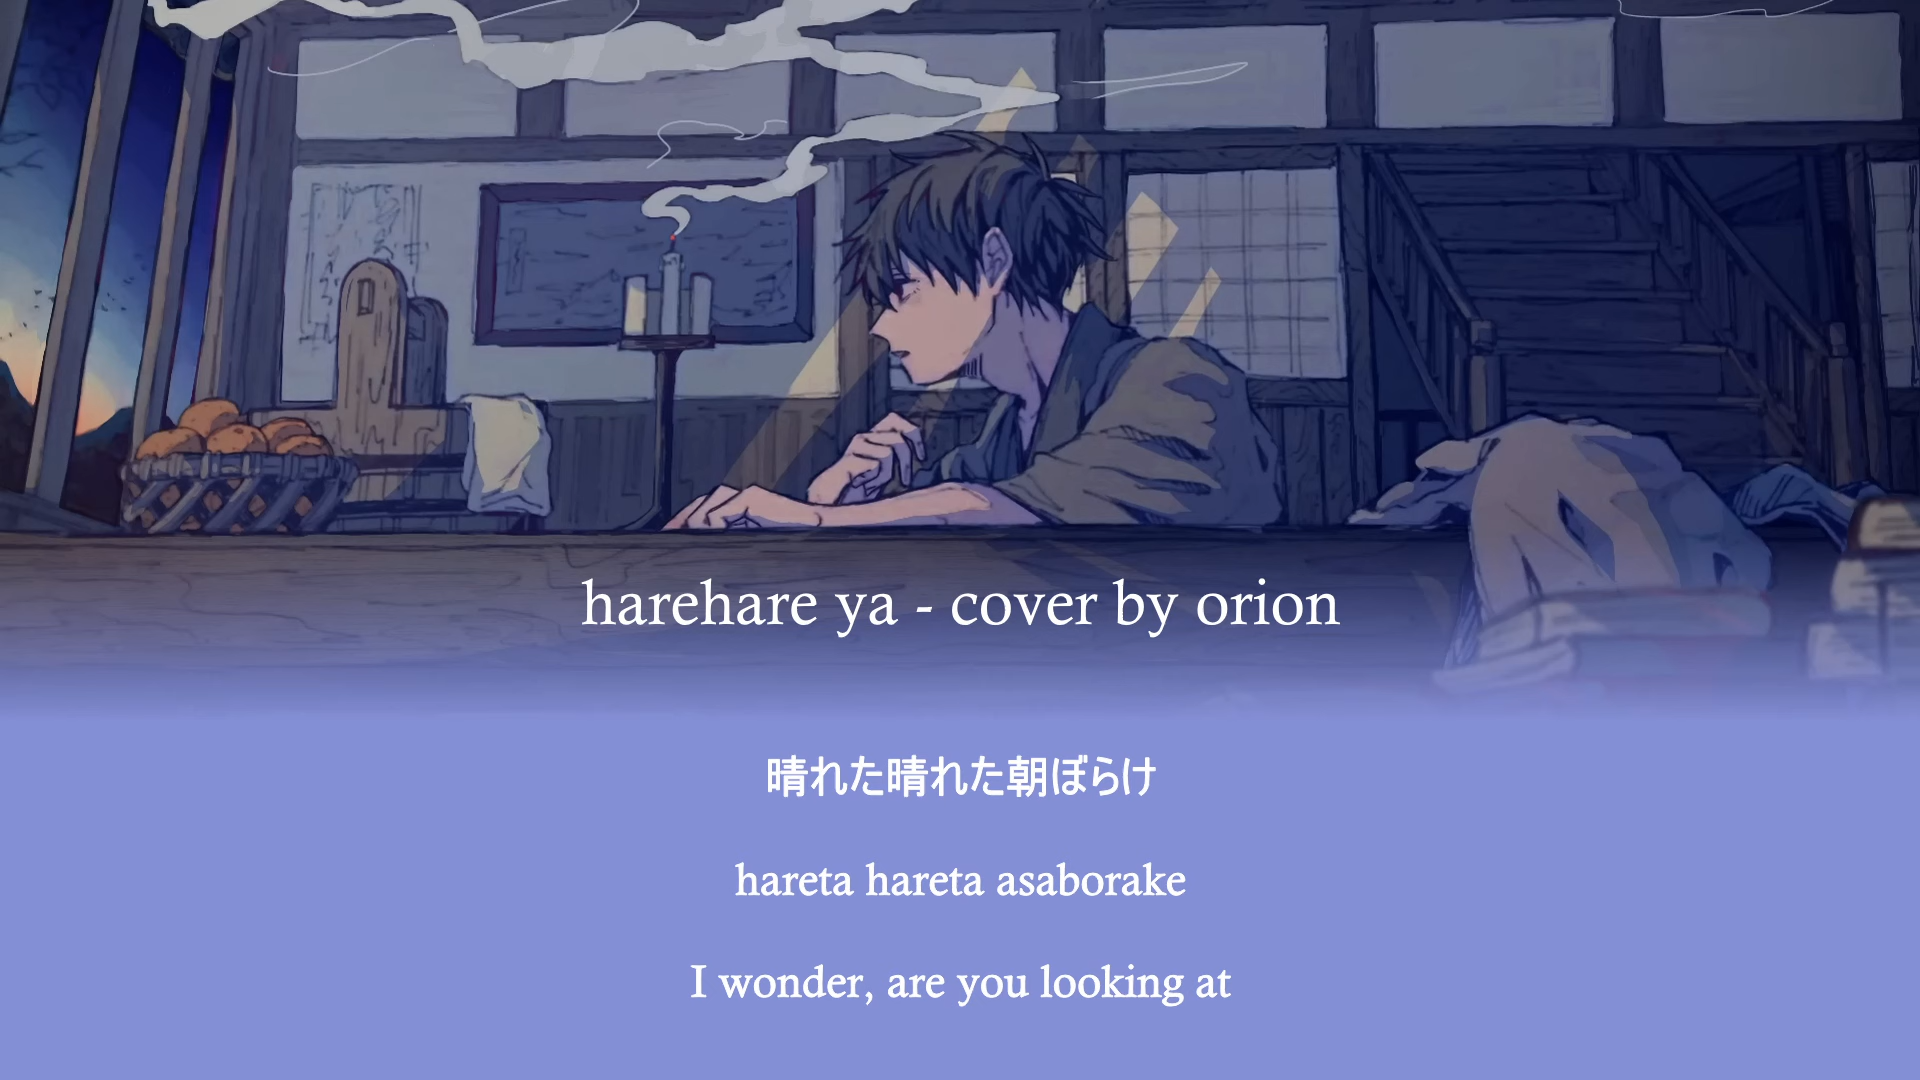 harehare ya - cover by orion
晴れた晴れた朝ぼらけ
hareta hareta asaborake
I wonder, are you looking at